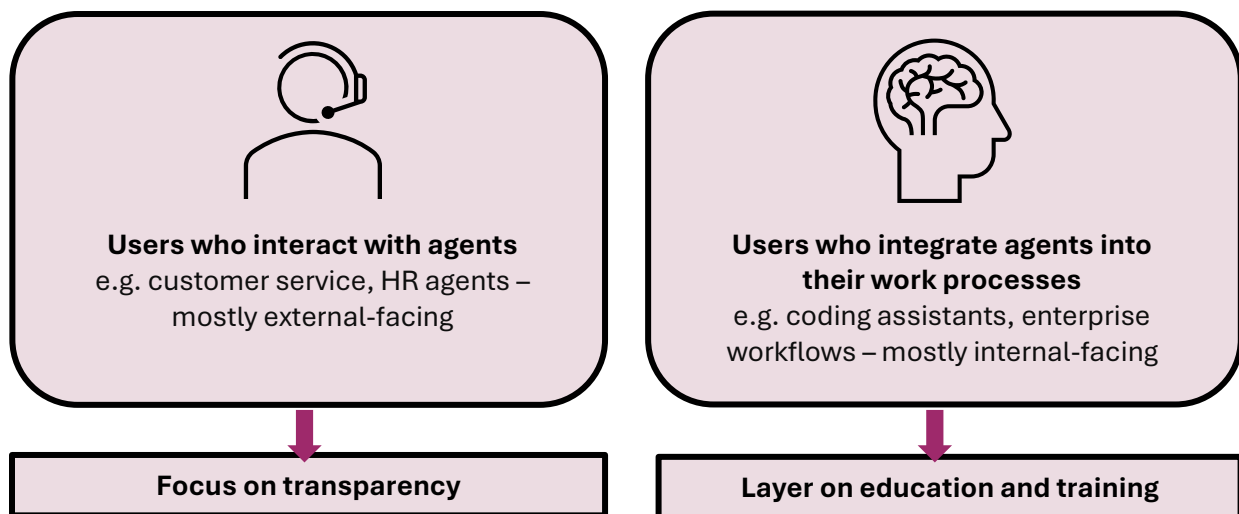 Users who interact with agents
e.g. customer service, HR agents –
mostly external-facing
Focus on transparency
Users who integrate agents into
their work processes
e.g. coding assistants, enterprise
workflows – mostly internal-facing
Layer on education and training